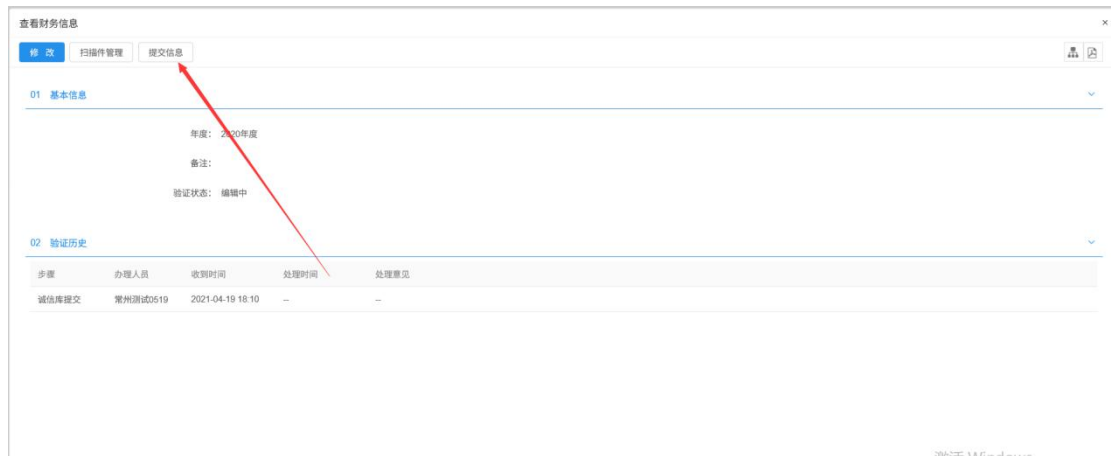 查看财务信息 ×
修 改 扫描件管理 提交信息
01 基本信息
年度： 2020年度
备注：
验证状态： 编辑中
02 验证历史
步骤 办理人员 收到时间 处理时间 处理意见
诚信库提交 常州测试0519 2021-04-19 18:10 -- --
激活 Windows